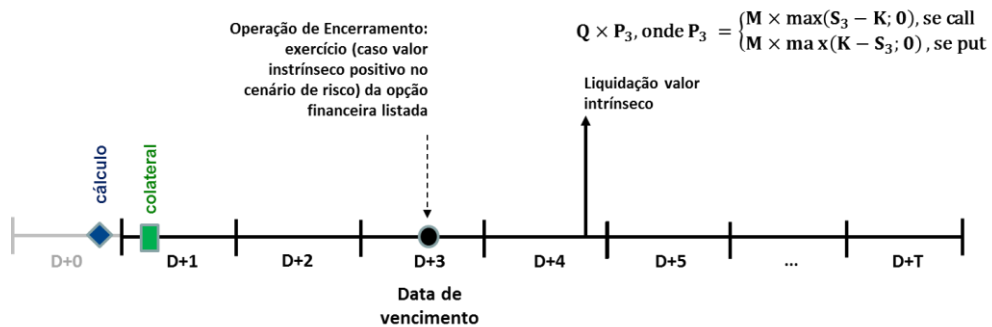 Operação de Encerramento:
exercício (caso valor
instrínseco positivo no
cenário de risco) da opção
financeira listada
Q × P₃, onde P₃ = {M × max(S₃ − K; 0), se call
M × ma x(K − S₃; 0) , se put
Liquidação valor
intrínseco
cálculo
colateral
D+0 D+1 D+2 D+3 D+4 D+5 ... D+T
Data de
vencimento